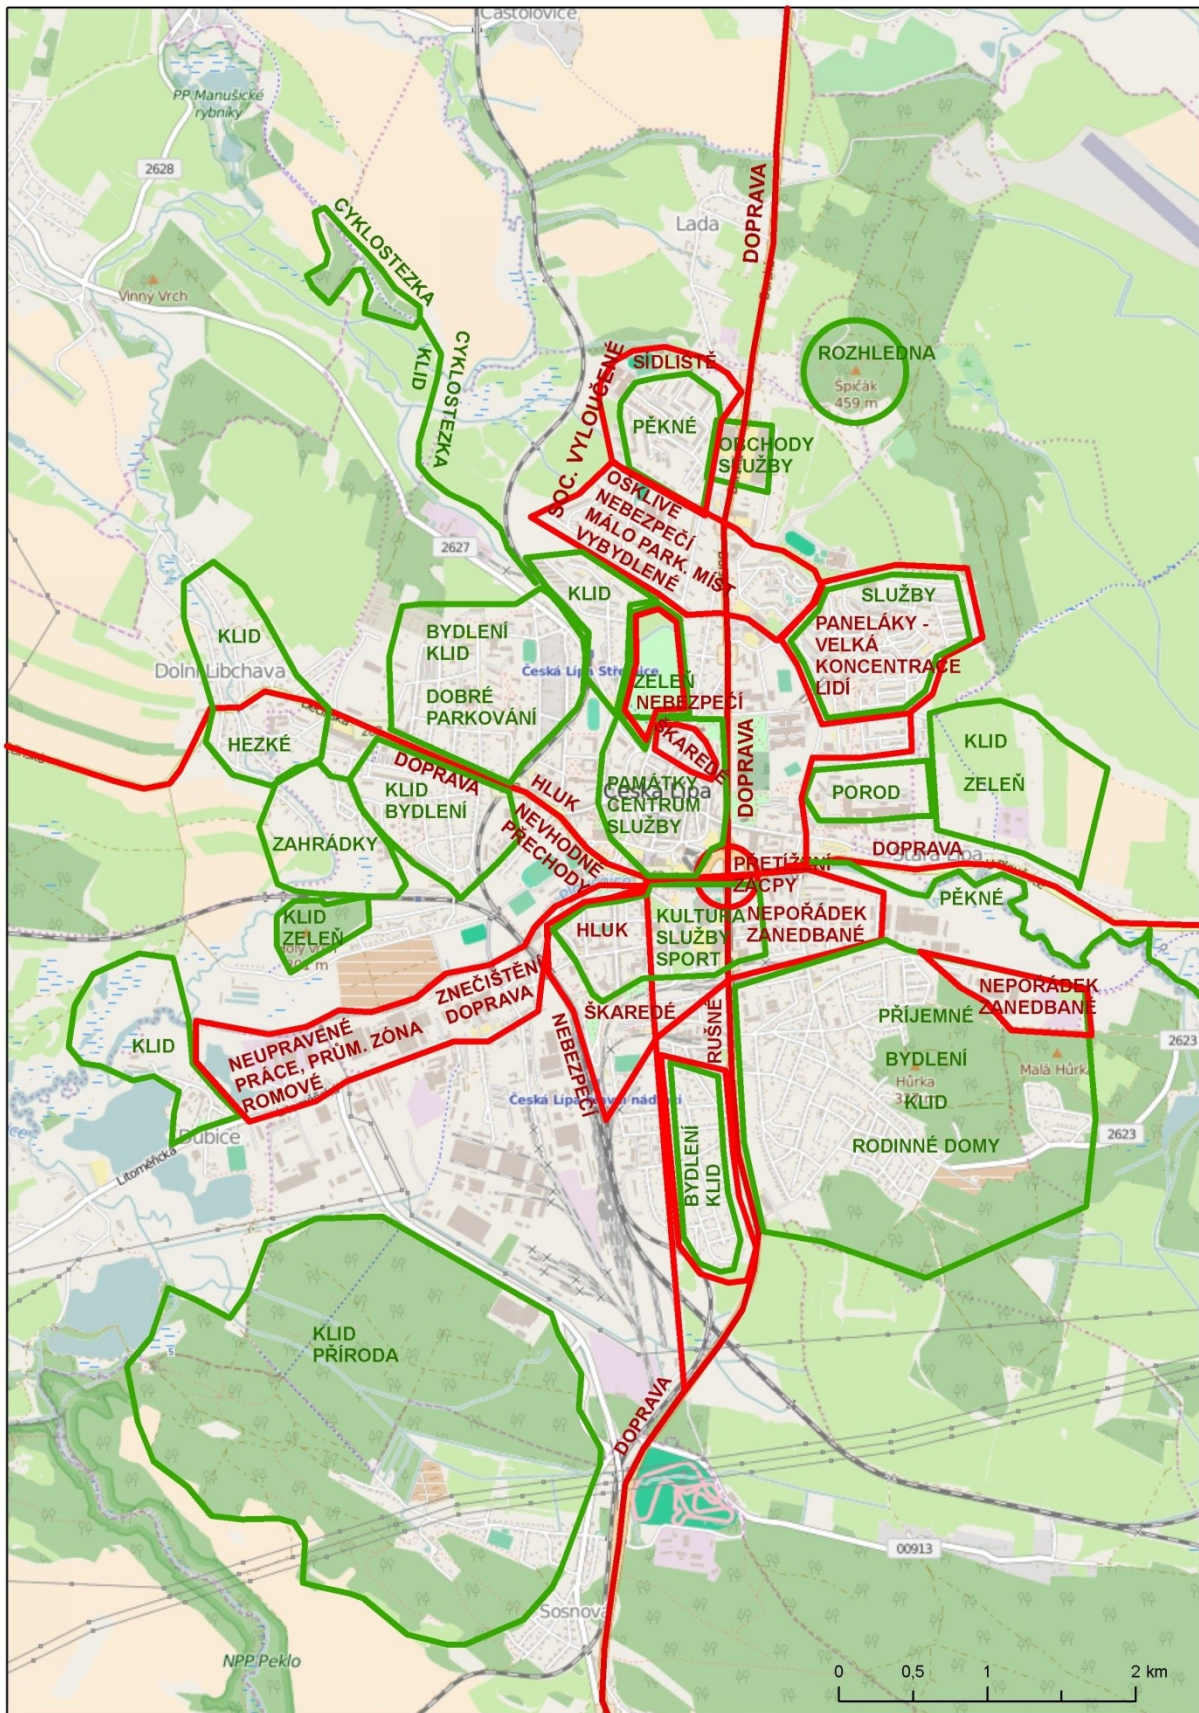 Častolovice
PP Manušické
rybníky
2628
Lada
DOPRAVA
CYKLOSTEZKA
Vinný Vrch
CYKLOSTEZKA
KLID
SOC. VYLOUČENÉ
SÍDLIŠTĚ
ROZHLEDNA
Špičák
459 m
PĚKNÉ
OBCHODY
SLUŽBY
OŠKLIVÉ
NEBEZPEČÍ
MÁLO PARK. MÍST
VYBYDLENÉ
2627
KLID
SLUŽBY
PANELÁKY -
VELKÁ
KONCENTRACE
LIDÍ
KLID
Dolní Libchava
BYDLENÍ
KLID
DOBRÉ
PARKOVÁNÍ
Česká Lípa Střelnice
ZELEŇ
NEBEZPEČÍ
ŠKAREDÉ
DOPRAVA
HEZKÉ
KLID
ZELEŇ
DOPRAVA
HLUK
KLID
BYDLENÍ
NEVHODNÉ
PŘECHODY
PAMÁTKY
Česká Lípa
CENTRUM
SLUŽBY
POROD
ZAHRÁDKY
DOPRAVA
Stará Lípa
PŘETÍŽENÍ
ZÁCPY
PĚKNÉ
KLID
ZELEŇ
HLUK
KULTURA
SLUŽBY
SPORT
NEPOŘÁDEK
ZANEDBANÉ
ZNEČIŠTĚNÍ
DOPRAVA
NEPOŘÁDEK
ZANEDBANÉ
ŠKAREDÉ
NEBEZPEČÍ
RUŠNÉ
PŘÍJEMNÉ
BYDLENÍ
KLID
RODINNÉ DOMY
Hůrka
Malá Hůrka
2623
2623
KLID
NEUPRAVENÉ
PRÁCE, PRŮM. ZÓNA
ROMOVÉ
Česká Lípa hlavní nádraží
Dubice
Litoměřická
BYDLENÍ
KLID
KLID
PŘÍRODA
DOPRAVA
00913
Sosnová
NPP Peklo
0 0,5 1 2 km